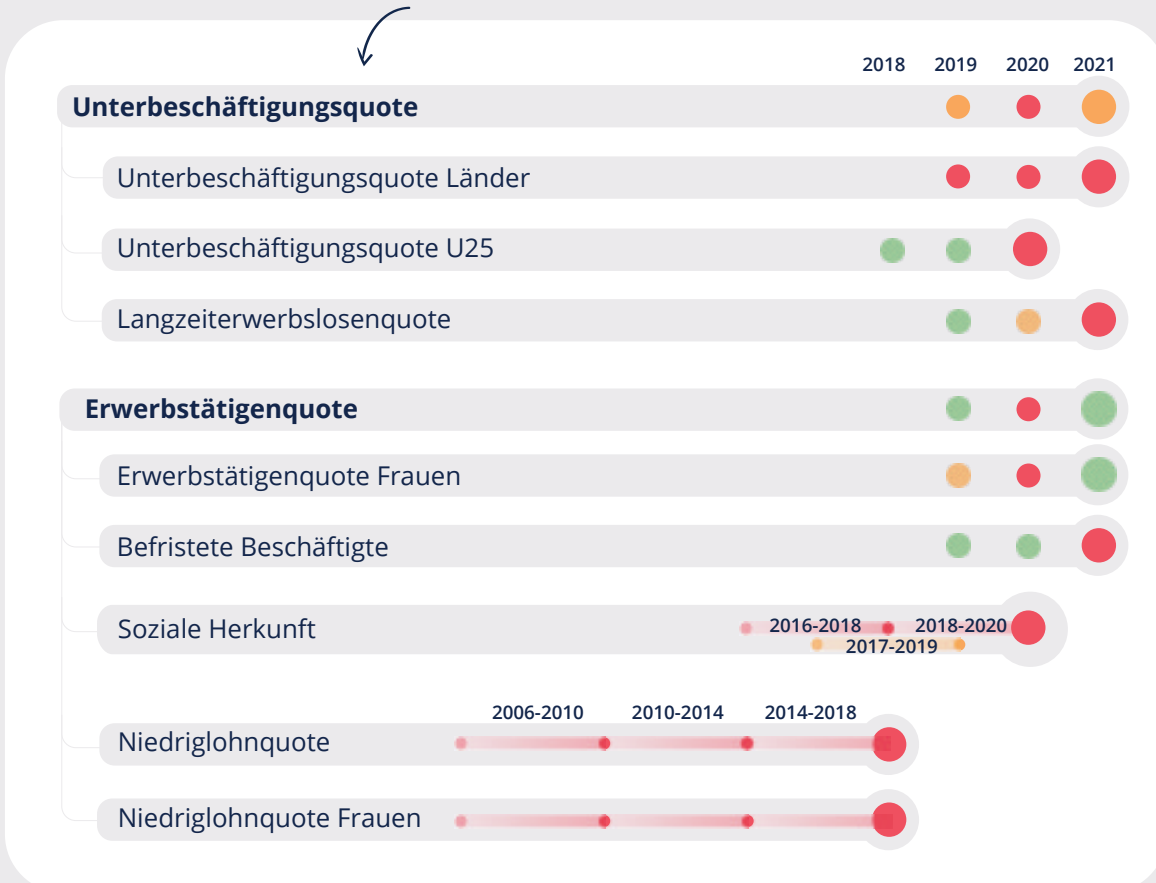 2018 2019 2020 2021
Unterbeschäftigungsquote
Unterbeschäftigungsquote Länder
Unterbeschäftigungsquote U25
Langzeiterwerbslosenquote
Erwerbstätigenquote
Erwerbstätigenquote Frauen
Befristete Beschäftigte
Soziale Herkunft 2016-2018 2018-2020
2017-2019
2006-2010 2010-2014 2014-2018
Niedriglohnquote
Niedriglohnquote Frauen